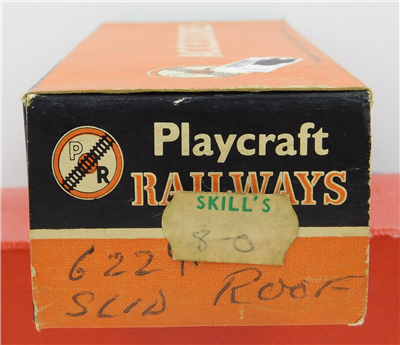 P R
Playcraft
RAILWAYS
SKILL'S
8-0
622
SLID ROOF